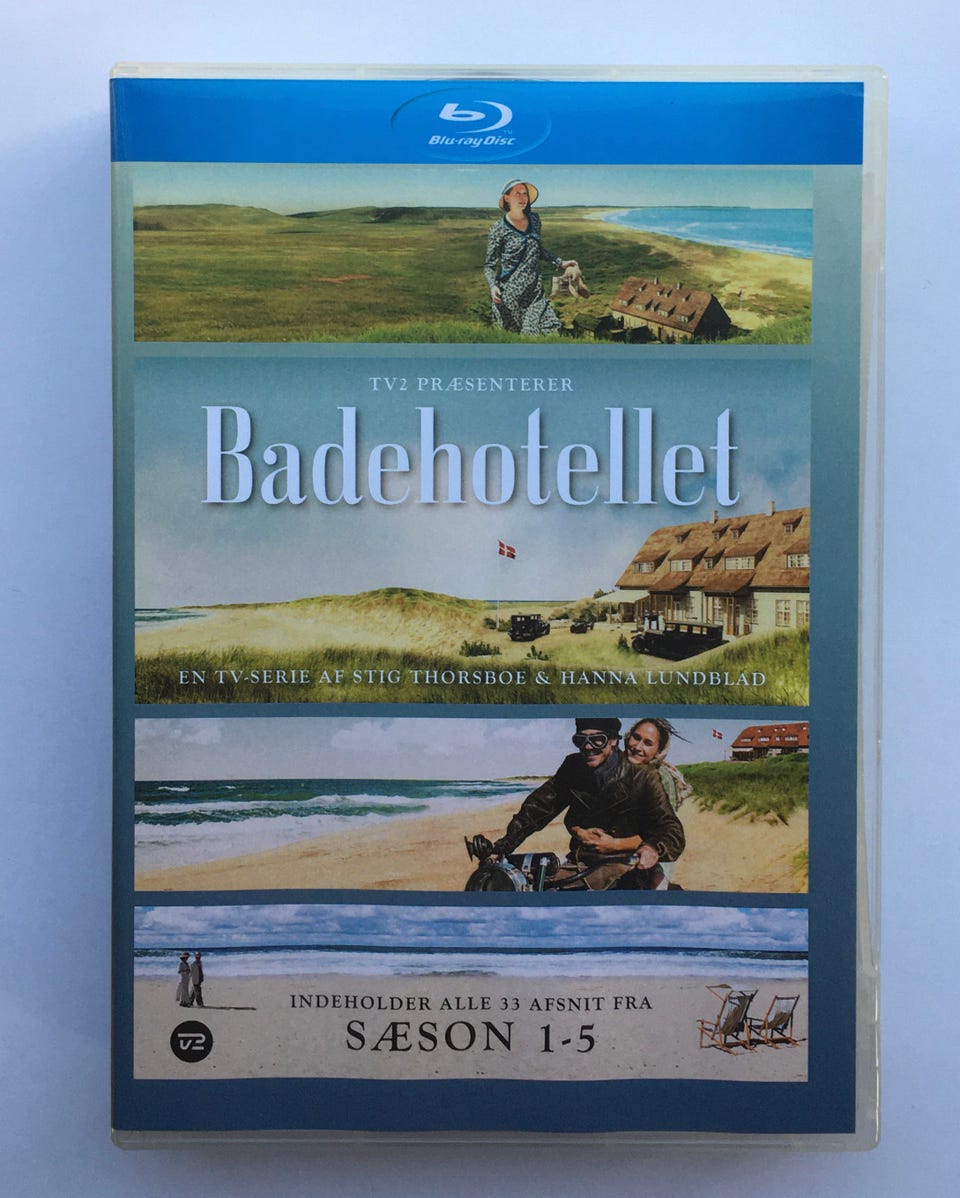 Blu-ray Disc™
TV2 PRÆSENTERER
Badehotellet
EN TV-SERIE AF STIG THORSBOE & HANNA LUNDBLAD
INDEHOLDER ALLE 33 AFSNIT FRA
SÆSON 1-5
TV2